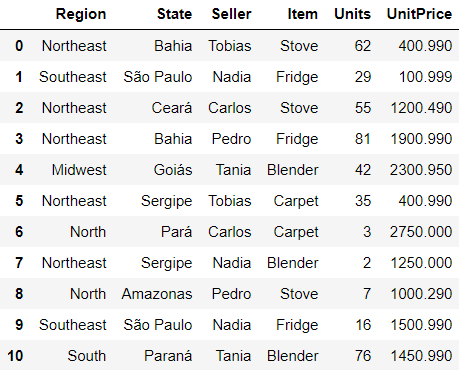 Region State Seller Item Units UnitPrice
0 Northeast Bahia Tobias Stove 62 400.990
1 Southeast São Paulo Nadia Fridge 29 100.999
2 Northeast Ceará Carlos Stove 55 1200.490
3 Northeast Bahia Pedro Fridge 81 1900.990
4 Midwest Goiás Tania Blender 42 2300.950
5 Northeast Sergipe Tobias Carpet 35 400.990
6 North Pará Carlos Carpet 3 2750.000
7 Northeast Sergipe Nadia Blender 2 1250.000
8 North Amazonas Pedro Stove 7 1000.290
9 Southeast São Paulo Nadia Fridge 16 1500.990
10 South Paraná Tania Blender 76 1450.990